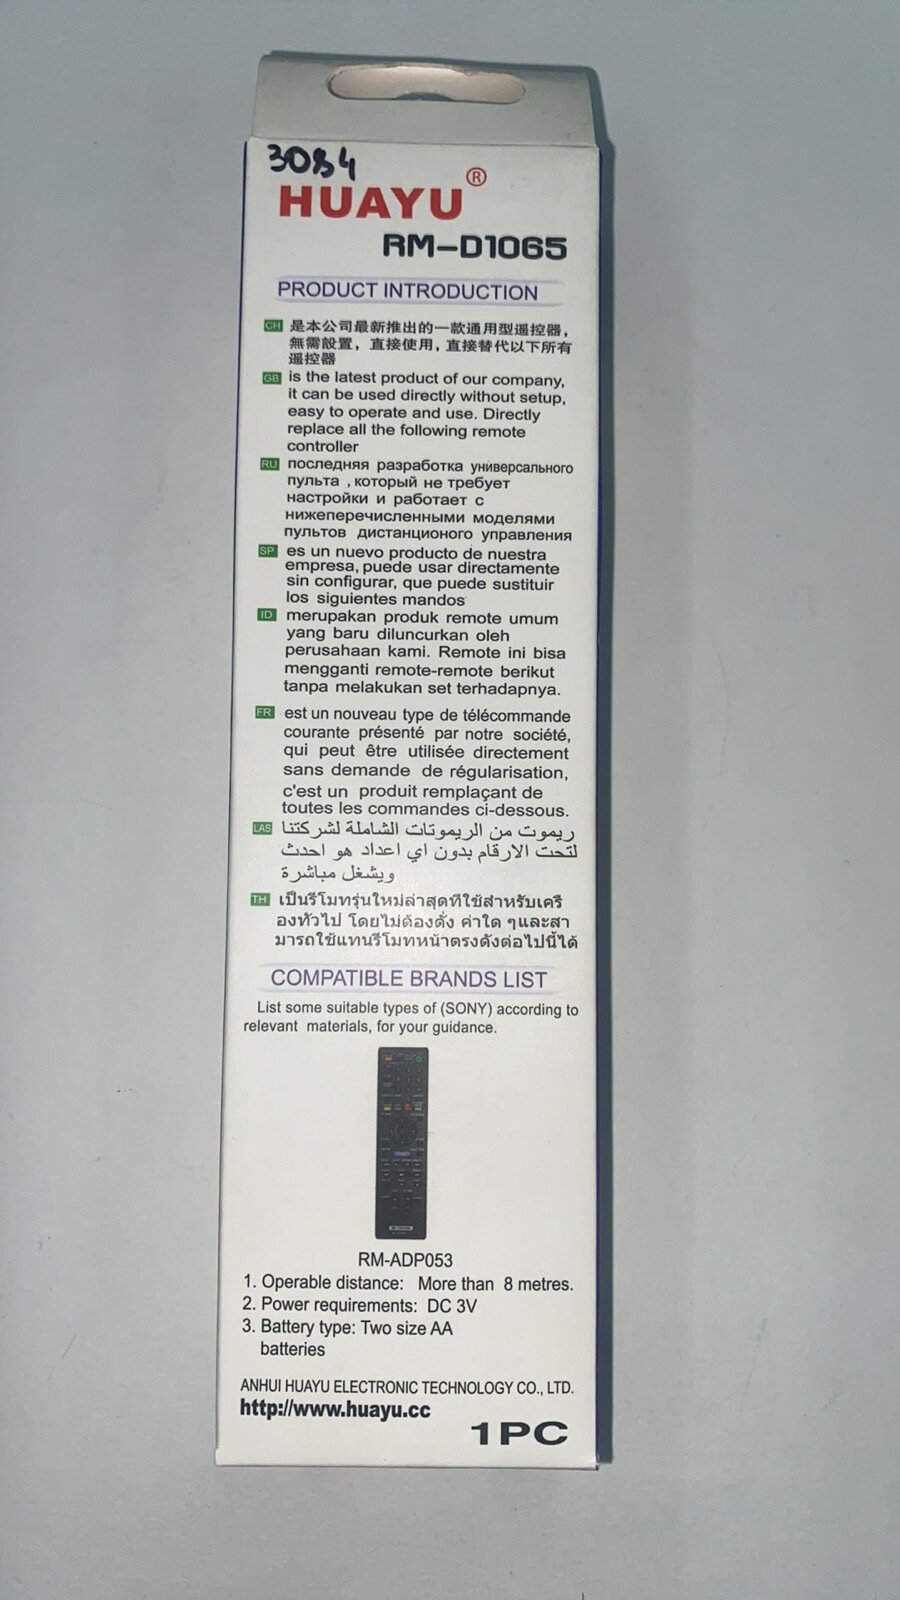 3084
HUAYU®
RM-D1065
PRODUCT INTRODUCTION
CH 是本公司最新推出的一款通用型遥控器，
無需設置，直接使用，直接替代以下所有
遥控器
GB is the latest product of our company,
it can be used directly without setup,
easy to operate and use. Directly
replace all the following remote
controller
RU последняя разработка универсального
пульта , который не требует
настройки и работает с
нижеперечисленными моделями
пультов дистанционого управления
SP es un nuevo producto de nuestra
empresa, puede usar directamente
sin configurar, que puede sustituir
los siguientes mandos
ID merupakan produk remote umum
yang baru diluncurkan oleh
perusahaan kami. Remote ini bisa
mengganti remote-remote berikut
tanpa melakukan set terhadapnya.
FR est un nouveau type de télécommande
courante présenté par notre société,
qui peut être utilisée directement
sans demande de régularisation,
c'est un produit remplaçant de
toutes les commandes ci-dessous.
LAS ريموت من الريموتات الشاملة لشركتنا
لتحت الارقام بدون اي اعداد هو احدث
ويشغل مباشرة
TH เป็นรีโมทรุ่นใหม่ล่าสุดที่ใช้สำหรับเครื
องทั่วไป โดยไม่ต้องตั้ง ค่าใด ๆและสา
มารถใช้แทนรีโมทหน้าตรงดังต่อไปนี้ได้
COMPATIBLE BRANDS LIST
List some suitable types of (SONY) according to
relevant materials, for your guidance.
RM-ADP053
1. Operable distance: More than 8 metres.
2. Power requirements: DC 3V
3. Battery type: Two size AA
batteries
ANHUI HUAYU ELECTRONIC TECHNOLOGY CO., LTD.
http://www.huayu.cc
1PC